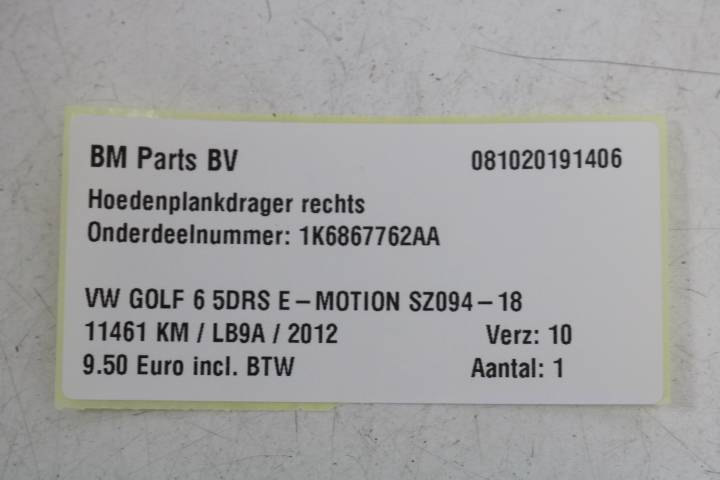 BM Parts BV 081020191406
Hoedenplankdrager rechts
Onderdeelnummer: 1K6867762AA
VW GOLF 6 5DRS E-MOTION SZ094-18
11461 KM / LB9A / 2012 Verz: 10
9.50 Euro incl. BTW Aantal: 1